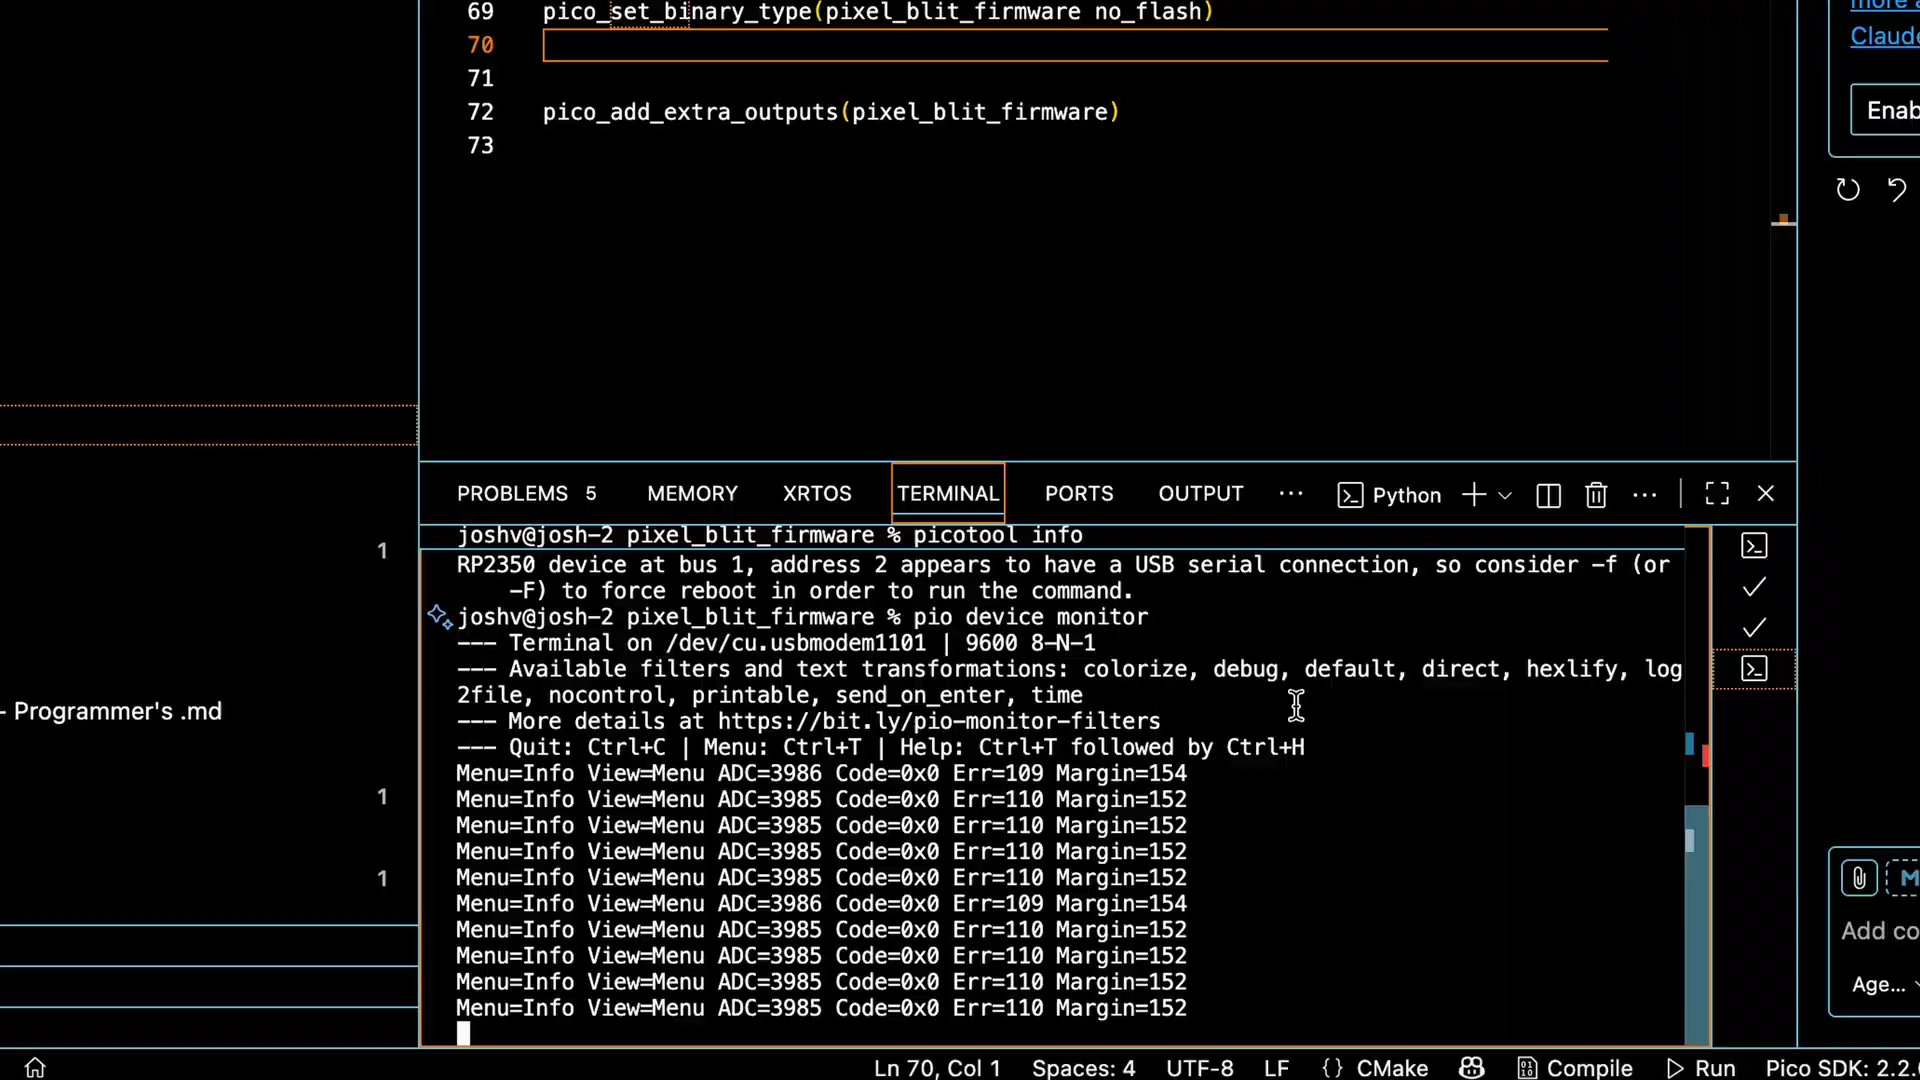 69 pico_set_binary_type(pixel_blit_firmware no_flash)
70
71
72 pico_add_extra_outputs(pixel_blit_firmware)
73
Claude
Enab
PROBLEMS 5 MEMORY XRTOS TERMINAL PORTS OUTPUT ··· Python
joshv@josh-2 pixel_blit_firmware % picotool info
RP2350 device at bus 1, address 2 appears to have a USB serial connection, so consider -f (or
-F) to force reboot in order to run the command.
joshv@josh-2 pixel_blit_firmware % pio device monitor
--- Terminal on /dev/cu.usbmodem1101 | 9600 8-N-1
--- Available filters and text transformations: colorize, debug, default, direct, hexlify, log
2file, nocontrol, printable, send_on_enter, time
--- More details at https://bit.ly/pio-monitor-filters
--- Quit: Ctrl+C | Menu: Ctrl+T | Help: Ctrl+T followed by Ctrl+H
Menu=Info View=Menu ADC=3986 Code=0x0 Err=109 Margin=154
Menu=Info View=Menu ADC=3985 Code=0x0 Err=110 Margin=152
Menu=Info View=Menu ADC=3985 Code=0x0 Err=110 Margin=152
Menu=Info View=Menu ADC=3985 Code=0x0 Err=110 Margin=152
Menu=Info View=Menu ADC=3985 Code=0x0 Err=110 Margin=152
Menu=Info View=Menu ADC=3986 Code=0x0 Err=109 Margin=154
Menu=Info View=Menu ADC=3985 Code=0x0 Err=110 Margin=152
Menu=Info View=Menu ADC=3985 Code=0x0 Err=110 Margin=152
Menu=Info View=Menu ADC=3985 Code=0x0 Err=110 Margin=152
Menu=Info View=Menu ADC=3985 Code=0x0 Err=110 Margin=152
1
- Programmer's .md
1
1
M
Add co
Age...
Ln 70, Col 1 Spaces: 4 UTF-8 LF {} CMake Compile Run Pico SDK: 2.2.